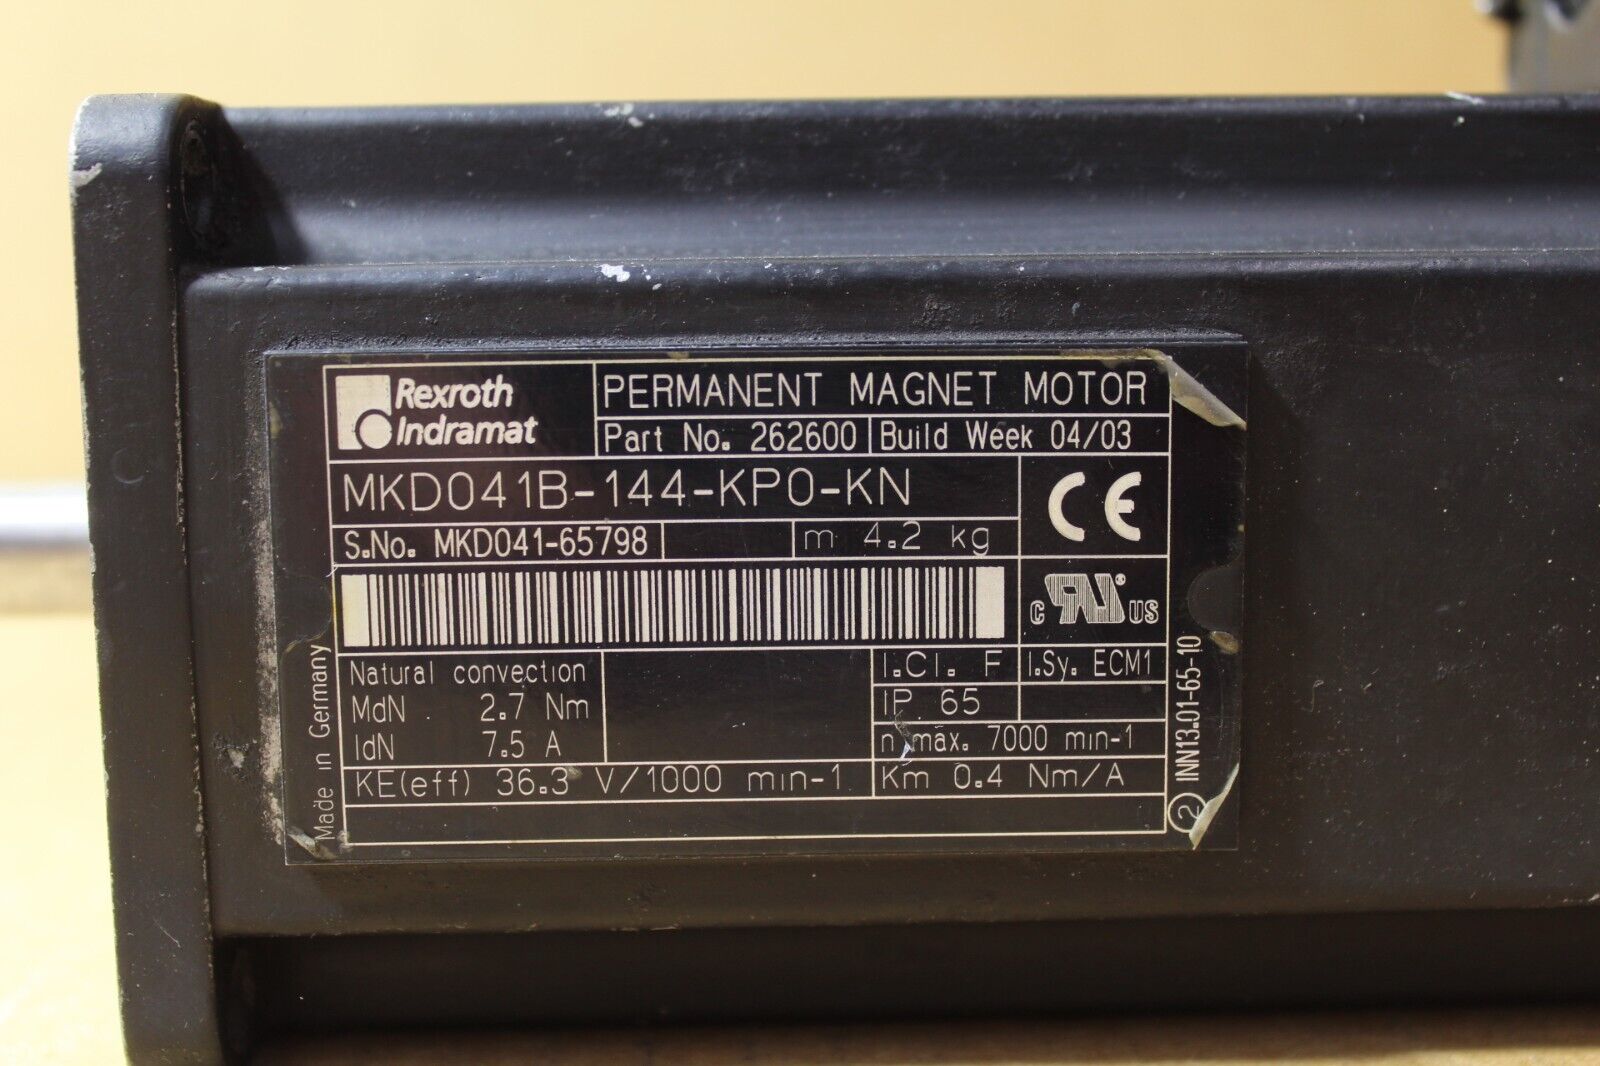 Rexroth
Indramat
PERMANENT MAGNET MOTOR
Part No. 262600 Build Week 04/03
MKD041B-144-KP0-KN
CE
S.No. MKD041-65798 m 4.2 kg
c RU US
Natural convection
MdN 2.7 Nm
IdN 7.5 A
I.Cl. F I.Sy. ECM1
IP 65
n max. 7000 min-1
KE(eff) 36.3 V/1000 min-1 Km 0.4 Nm/A
Made in Germany
2 INN13.01-65-10